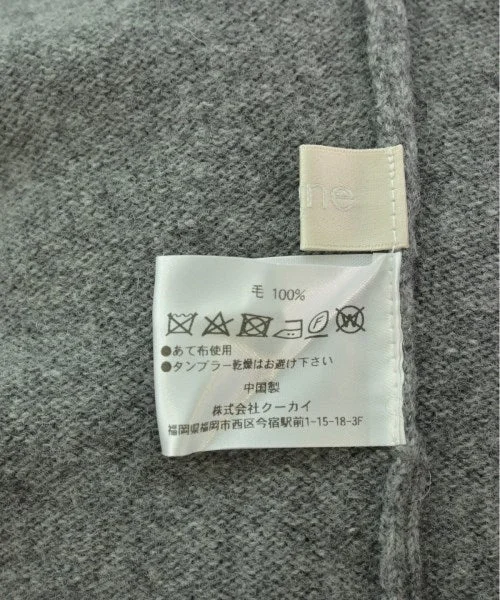 ne
毛 100%
F W
●あて布使用
●タンブラー乾燥はお避け下さい
中国製
株式会社クーカイ
福岡県福岡市西区今宿駅前1-15-18-3F